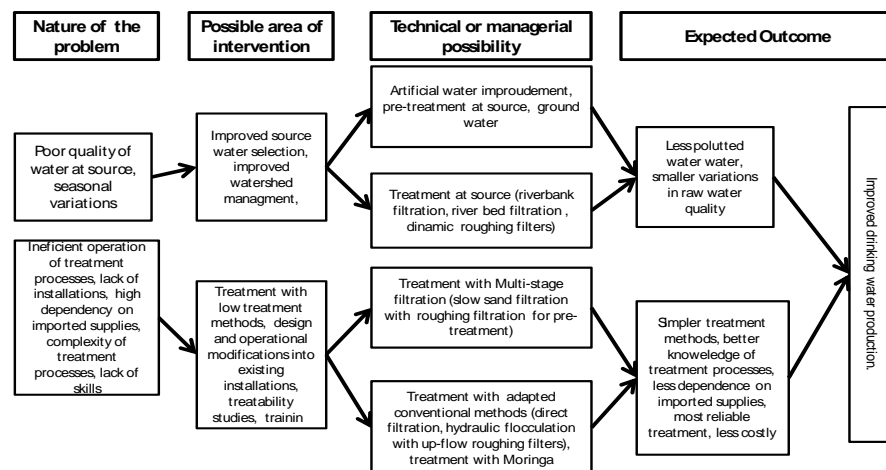 Nature of the
problem
Possible area of
intervention
Technical or managerial
possibility
Expected Outcome
Poor quality of
water at source,
seasonal
variations
Improved source
water selection,
improved
watershed
managment,
Artificial water improudement,
pre-treatment at source, ground
water
Treatment at source (riverbank
filtration, river bed filtration ,
dinamic roughing filters)
Less polutted
water water,
smaller variations
in raw water
quality
Improved drinking water production.
Ineficient operation
of treatment
processes, lack of
installations, high
dependency on
imported supplies,
complexity of
treatment
processes, lack of
skills
Treatment with
low treatment
methods, design
and operational
modifications into
existing
installations,
treatability
studies, trainin
Treatment with Multi-stage
filtration (slow sand filtration
with roughing filtration for pre-
treatment)
Treatment with adapted
conventional methods (direct
filtration, hydraulic flocculation
with up-flow roughing filters),
treatment with Moringa
Simpler treatment
methods, better
knowledge of
treatment processes,
less dependence on
imported supplies,
most reliable
treatment, less costly